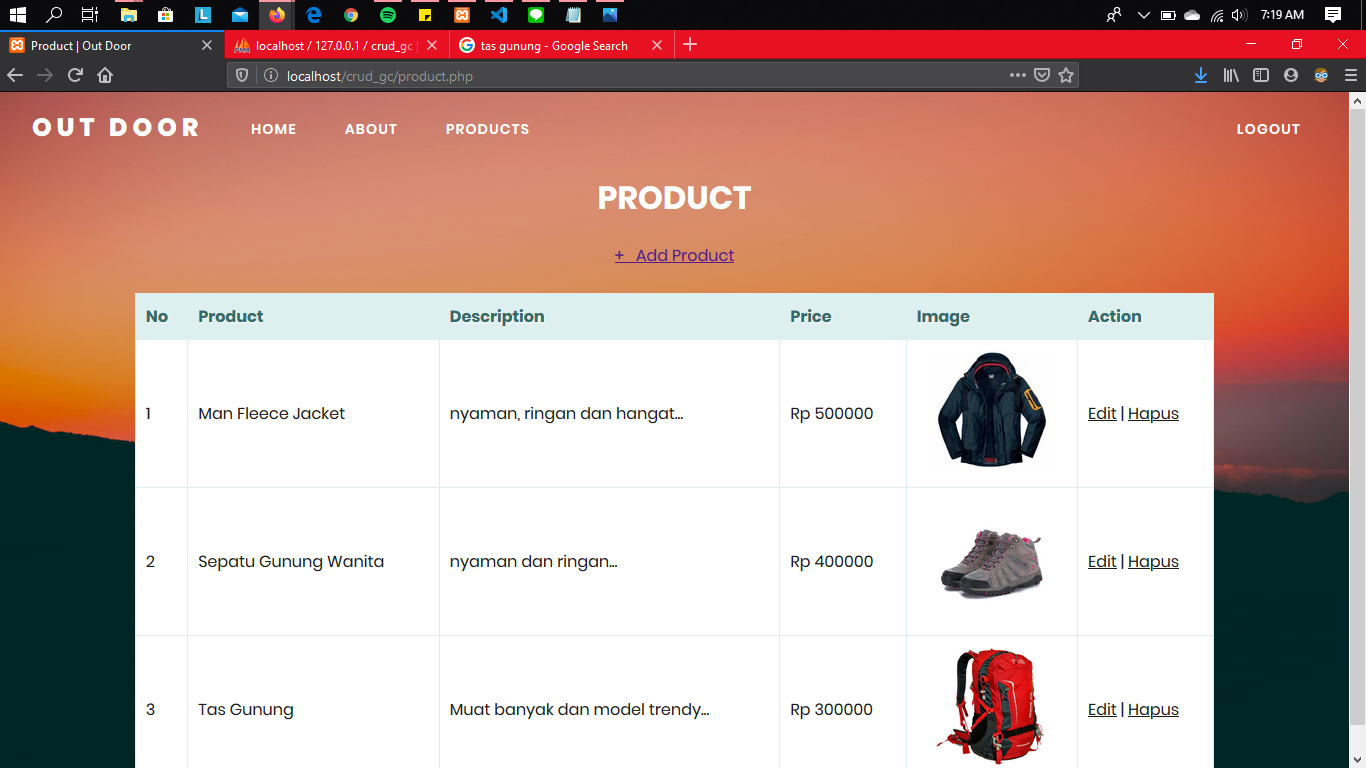 7:19 AM
Product | Out Door
localhost / 127.0.0.1 / crud_gc
tas gunung - Google Search
localhost/crud_gc/product.php
OUT DOOR HOME ABOUT PRODUCTS LOGOUT
PRODUCT
+ Add Product
No Product Description Price Image Action
1 Man Fleece Jacket nyaman, ringan dan hangat... Rp 500000 Edit | Hapus
2 Sepatu Gunung Wanita nyaman dan ringan... Rp 400000 Edit | Hapus
3 Tas Gunung Muat banyak dan model trendy... Rp 300000 Edit | Hapus